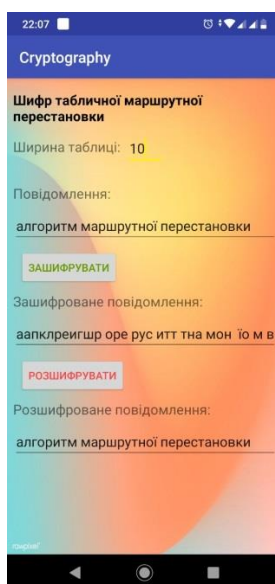 22:07
Cryptography
Шифр табличної маршрутної
перестановки
Ширина таблиці: 10
Повідомлення:
алгоритм маршрутної перестановки
ЗАШИФРУВАТИ
Зашифроване повідомлення:
аапклреигшр оре рус итт тна мон їо м в
РОЗШИФРУВАТИ
Розшифроване повідомлення:
алгоритм маршрутної перестановки
rawpixel